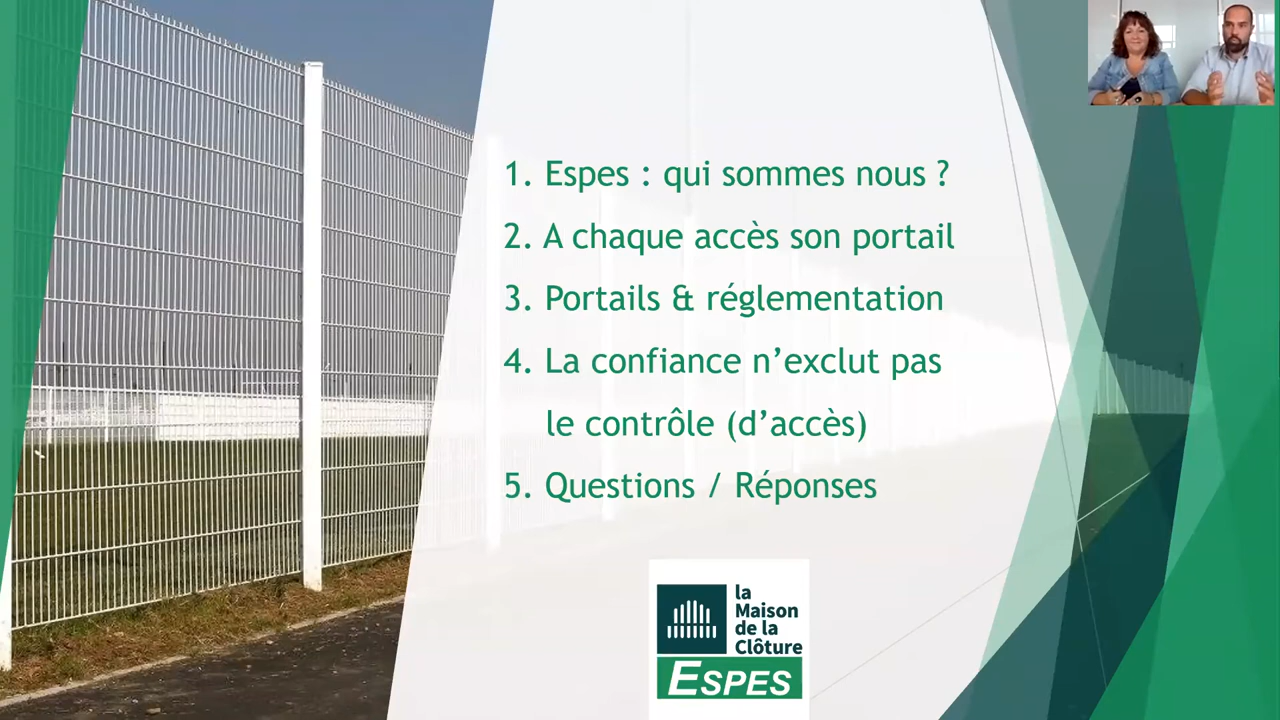 1. Espes : qui sommes nous ?
2. A chaque accès son portail
3. Portails & réglementation
4. La confiance n’exclut pas
le contrôle (d’accès)
5. Questions / Réponses
la
Maison
de la
Clôture
ESPES